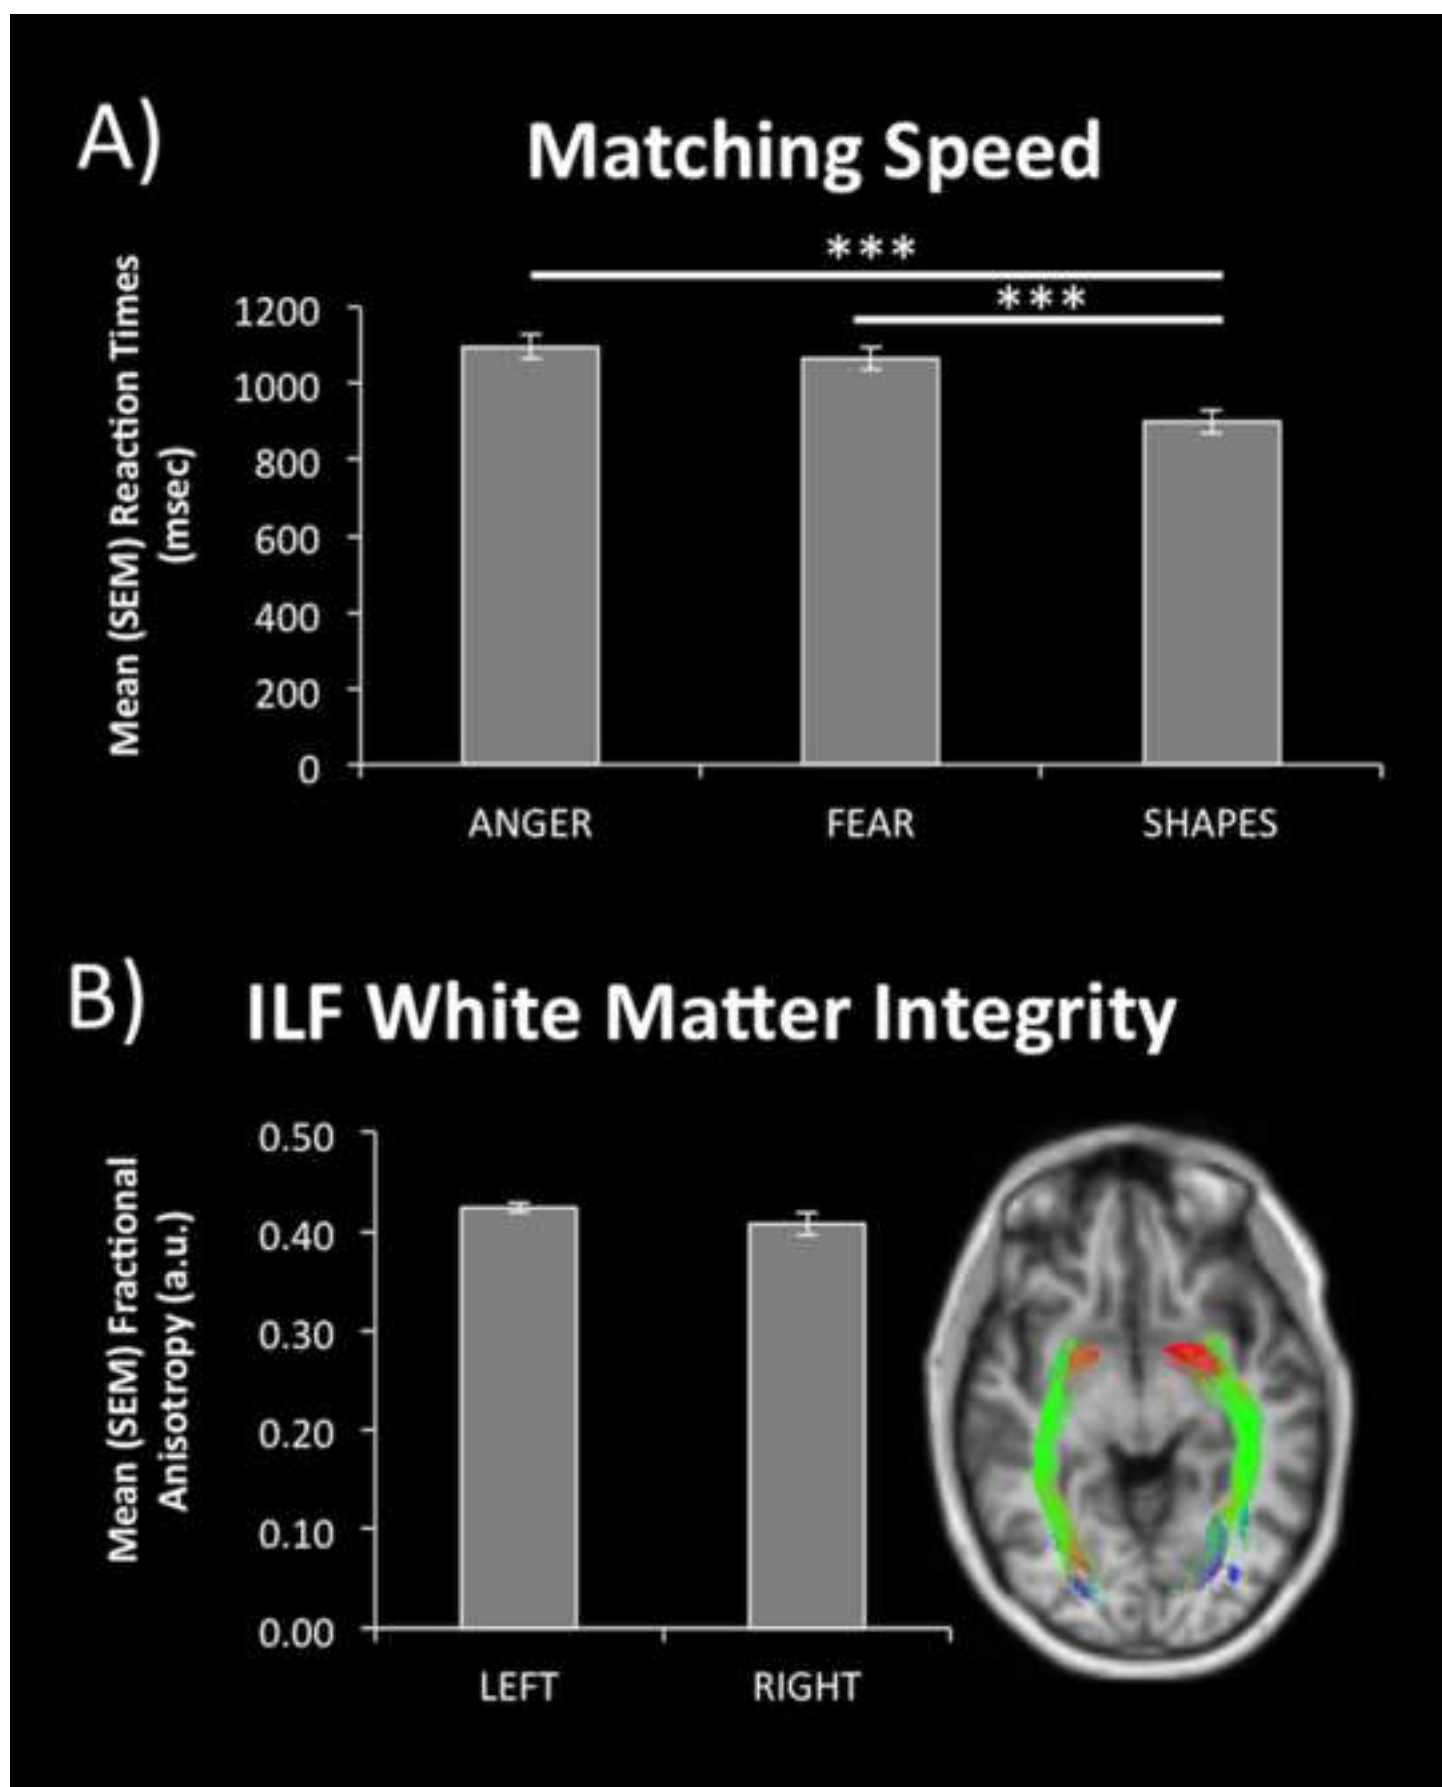 A)
Matching Speed
***
***
Mean (SEM) Reaction Times
(msec)
1200
1000
800
600
400
200
0
ANGER FEAR SHAPES
B)
ILF White Matter Integrity
Mean (SEM) Fractional
Anisotropy (a.u.)
0.50
0.40
0.30
0.20
0.10
0.00
LEFT RIGHT